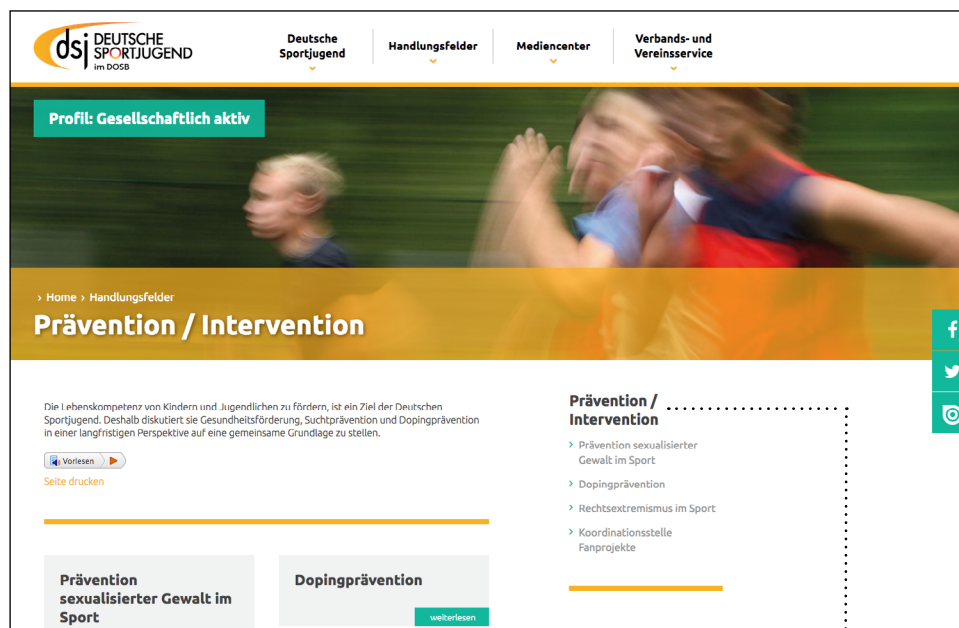 dsj DEUTSCHE
SPORTJUGEND
im DOSB
Deutsche
Sportjugend
Handlungsfelder
Mediencenter
Verbands- und
Vereinsservice
Profil: Gesellschaftlich aktiv
› Home › Handlungsfelder
Prävention / Intervention
Die Lebenskompetenz von Kindern und Jugendlichen zu fördern, ist ein Ziel der Deutschen
Sportjugend. Deshalb diskutiert sie Gesundheitsförderung, Suchtprävention und Dopingprävention
in einer langfristigen Perspektive auf eine gemeinsame Grundlage zu stellen.
Vorlesen
Seite drucken
Prävention
sexualisierter Gewalt im
Sport
Dopingprävention
weiterlesen
Prävention /
Intervention
› Prävention sexualisierter
Gewalt im Sport
› Dopingprävention
› Rechtsextremismus im Sport
› Koordinationsstelle
Fanprojekte